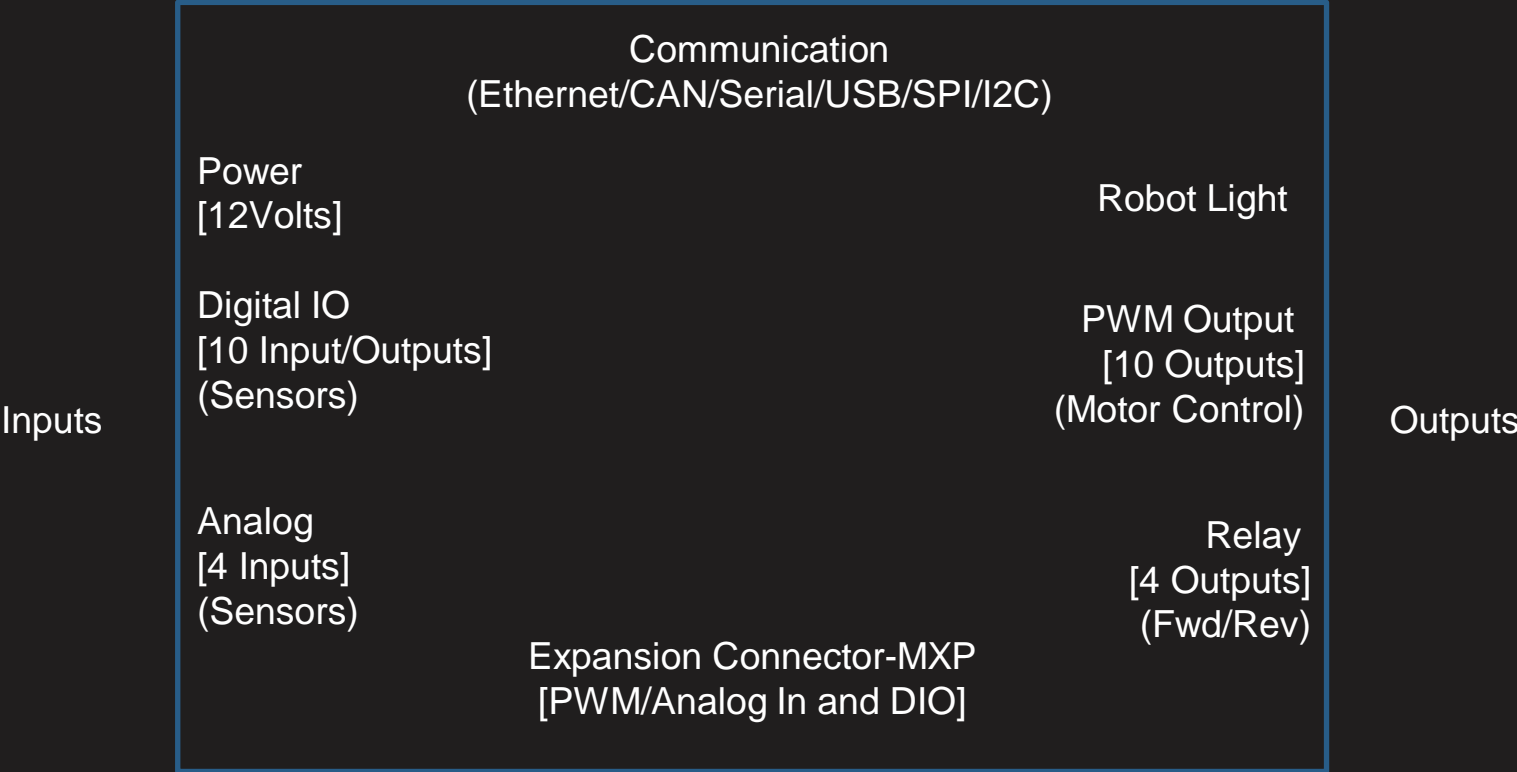 Communication
(Ethernet/CAN/Serial/USB/SPI/I2C)
Power
[12Volts]
Robot Light
Digital IO
[10 Input/Outputs]
(Sensors)
PWM Output
[10 Outputs]
(Motor Control)
Inputs
Outputs
Analog
[4 Inputs]
(Sensors)
Relay
[4 Outputs]
(Fwd/Rev)
Expansion Connector-MXP
[PWM/Analog In and DIO]